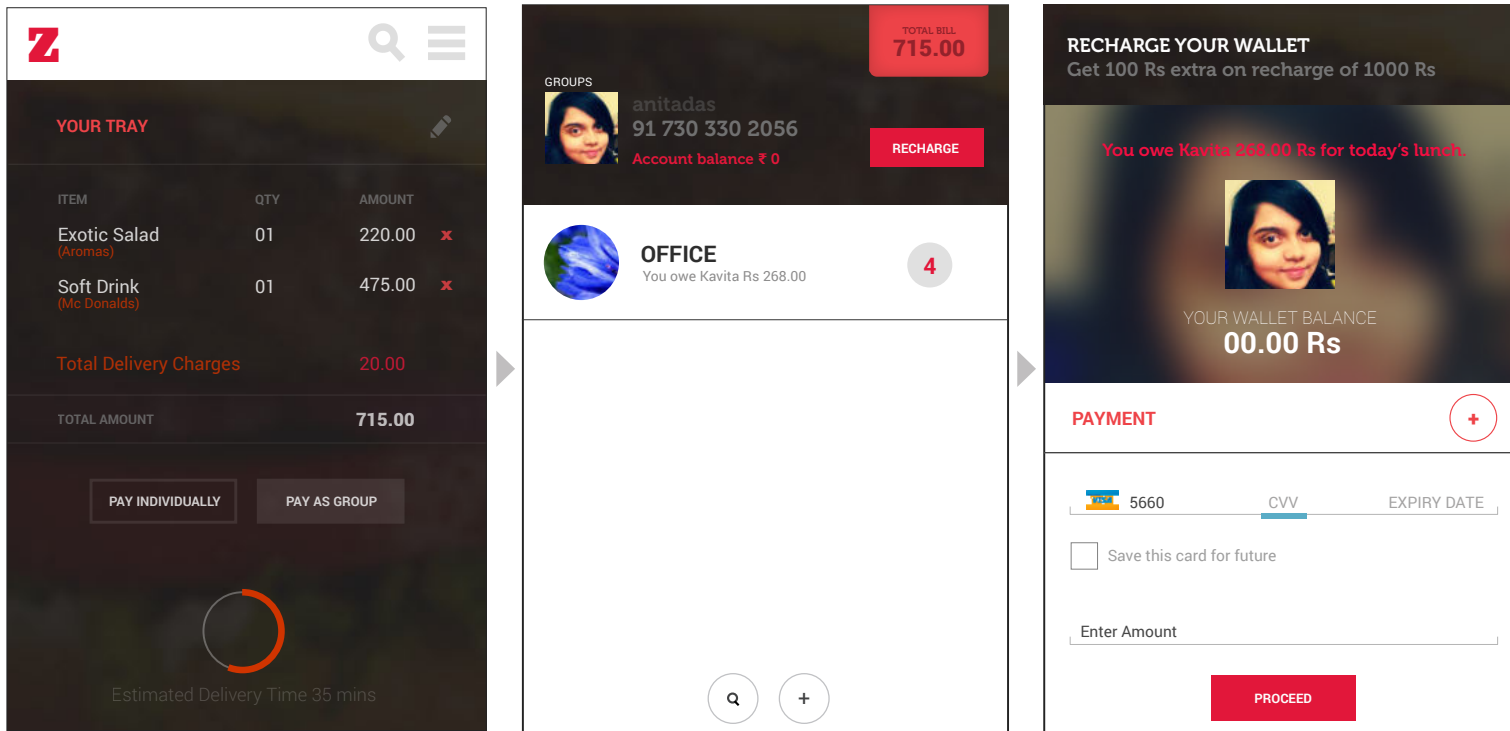 Z
YOUR TRAY
ITEM QTY AMOUNT
Exotic Salad 01 220.00 x
(Aromas)
Soft Drink 01 475.00 x
(Mc Donalds)
Total Delivery Charges 20.00
TOTAL AMOUNT 715.00
PAY INDIVIDUALLY PAY AS GROUP
Estimated Delivery Time 35 mins
TOTAL BILL
715.00
GROUPS
anitadas
91 730 330 2056
Account balance ₹ 0
RECHARGE
OFFICE
You owe Kavita Rs 268.00
4
RECHARGE YOUR WALLET
Get 100 Rs extra on recharge of 1000 Rs
You owe Kavita 268.00 Rs for today's lunch.
YOUR WALLET BALANCE
00.00 Rs
PAYMENT +
5660 CVV EXPIRY DATE
Save this card for future
Enter Amount
PROCEED